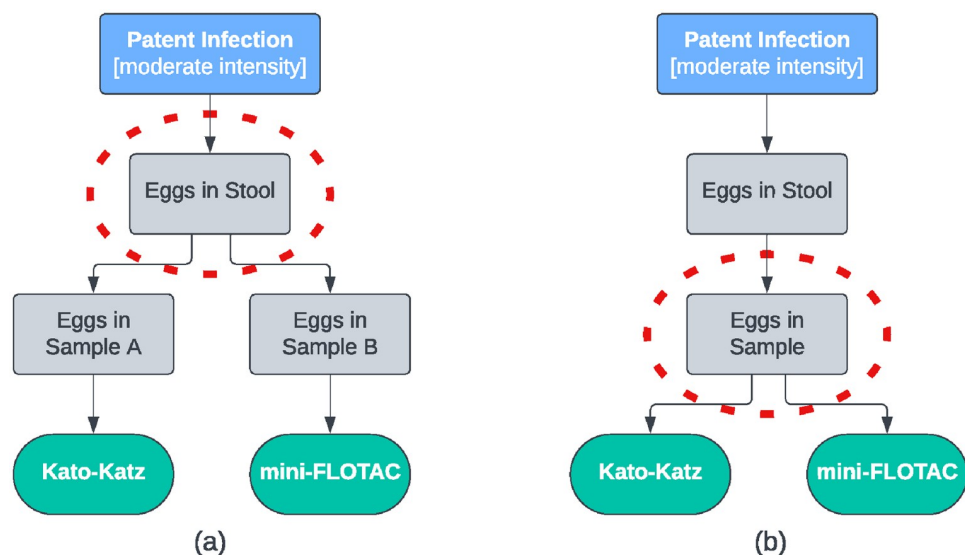 Patent Infection
[moderate intensity]
Eggs in Stool
Eggs in
Sample A
Eggs in
Sample B
Kato-Katz
mini-FLOTAC
(a)
Patent Infection
[moderate intensity]
Eggs in Stool
Eggs in
Sample
Kato-Katz
mini-FLOTAC
(b)